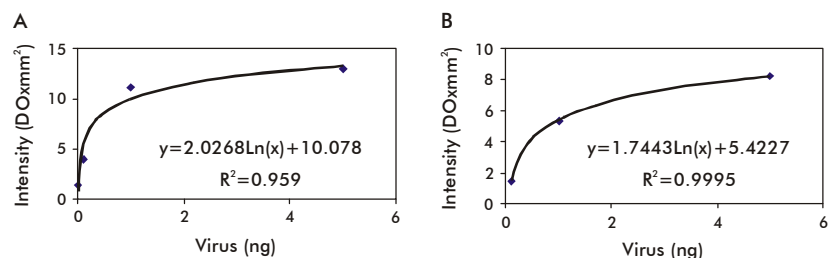 A
Intensity (DOxmm²)
15
10
5
0
0
2
4
6
y=2.0268Ln(x)+10.078
R²=0.959
Virus (ng)
B
Intensity (DOxmm²)
10
8
6
4
2
0
0
2
4
6
y=1.7443Ln(x)+5.4227
R²=0.9995
Virus (ng)